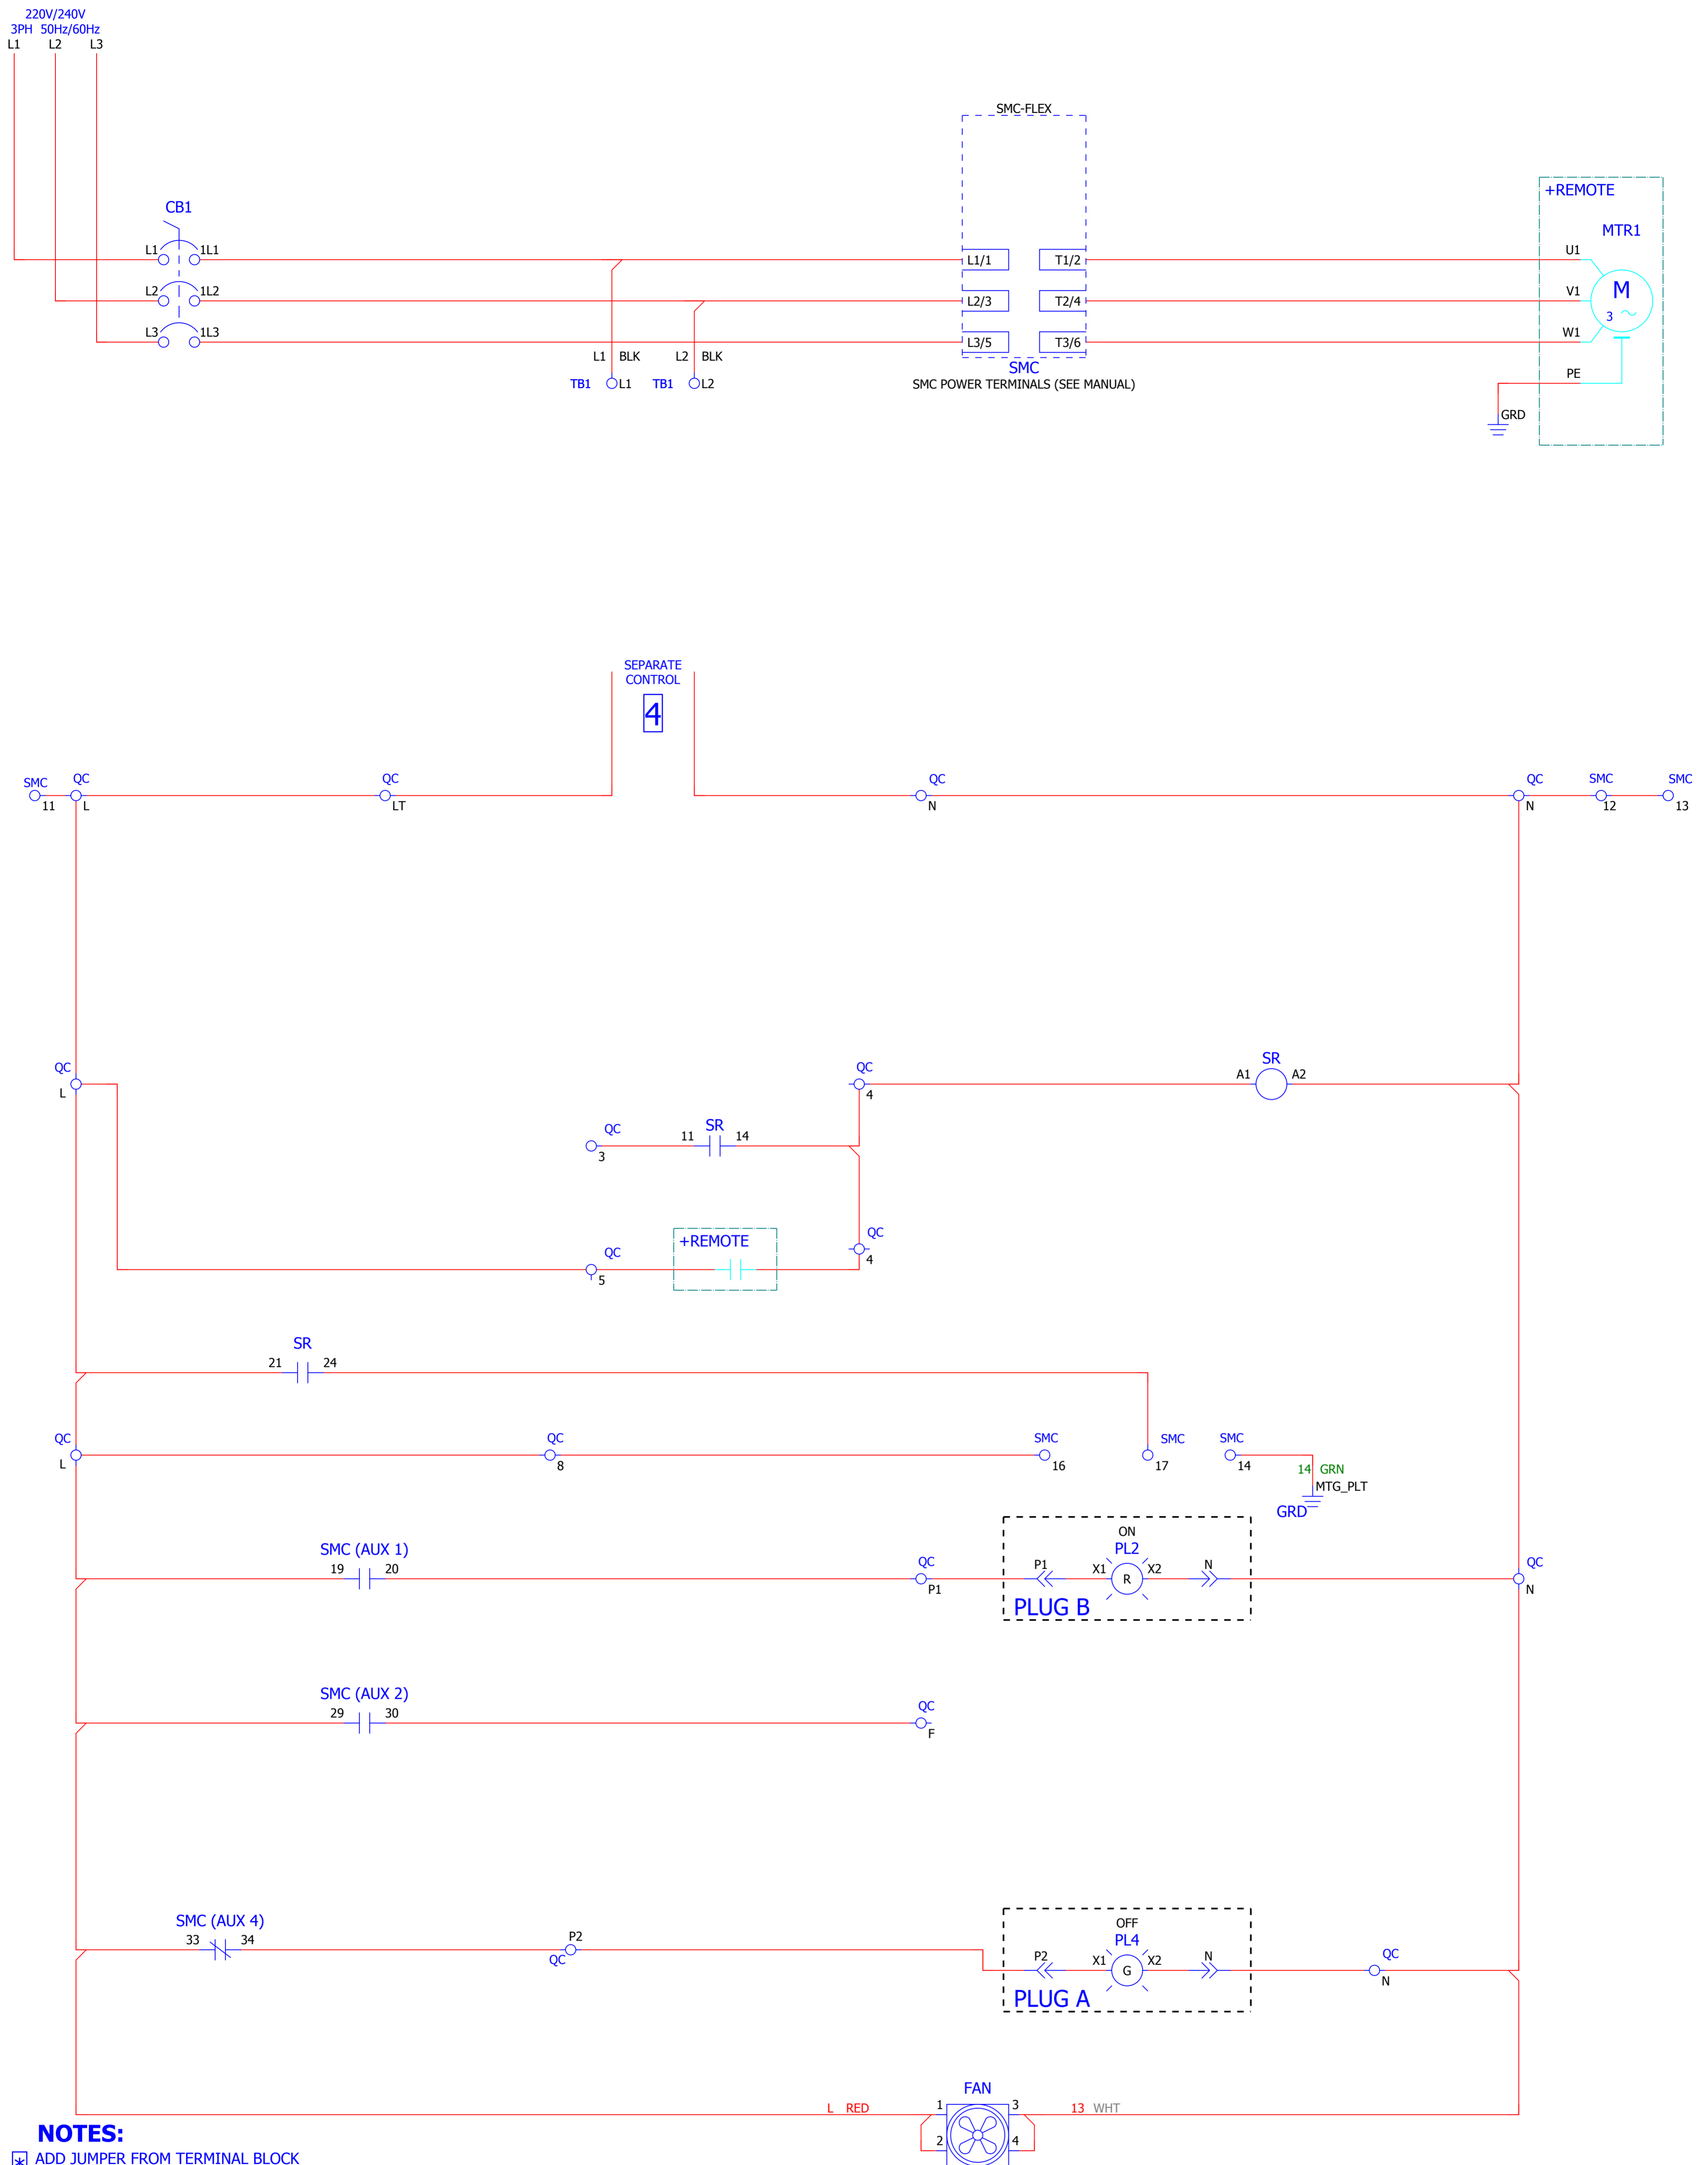 220V/240V
3PH 50Hz/60Hz
L1 L2 L3
SMC-FLEX
+REMOTE
CB1
MTR1
L1 1L1 L1/1 T1/2 U1
L2 1L2 L2/3 T2/4 V1
M
3
L3 1L3 L3/5 T3/6 W1
L1 BLK L2 BLK
SMC
PE
TB1 L1 TB1 L2
SMC POWER TERMINALS (SEE MANUAL)
GRD
SEPARATE
CONTROL
4
SMC QC QC QC QC SMC SMC
11 L LT N N 12 13
QC QC SR
A1 A2
L 4
QC SR
11 14
3
QC +REMOTE QC
5 4
SR
21 24
QC QC SMC SMC SMC
L 8 16 17 14
14 GRN
MTG_PLT
GRD
ON
SMC (AUX 1) PL2
19 20 QC P1 X1 R X2 N QC
P1 N
PLUG B
SMC (AUX 2)
29 30 QC
F
SMC (AUX 4) OFF
33 34 P2 PL4
QC P2 X1 G X2 N QC
N
PLUG A
FAN
L RED 1 3 13 WHT
2 4
NOTES:
* ADD JUMPER FROM TERMINAL BLOCK